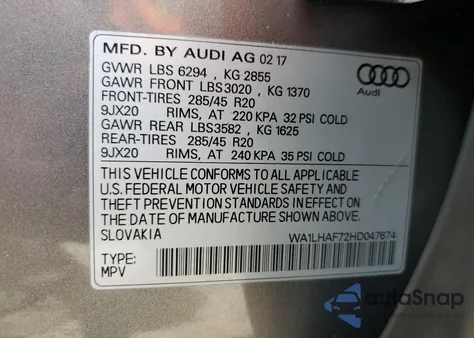 MFD. BY AUDI AG 02 17
GVWR LBS 6294 , KG 2855
GAWR FRONT LBS3020 , KG 1370
FRONT-TIRES 285/45 R20
9JX20 RIMS, AT 220 KPA 32 PSI COLD
GAWR REAR LBS3582 , KG 1625
REAR-TIRES 285/45 R20
9JX20 RIMS, AT 240 KPA 35 PSI COLD
Audi
THIS VEHICLE CONFORMS TO ALL APPLICABLE
U.S. FEDERAL MOTOR VEHICLE SAFETY AND
THEFT PREVENTION STANDARDS IN EFFECT ON
THE DATE OF MANUFACTURE SHOWN ABOVE.
SLOVAKIA WA1LHAF72HD047674
TYPE:
MPV
autoSnap